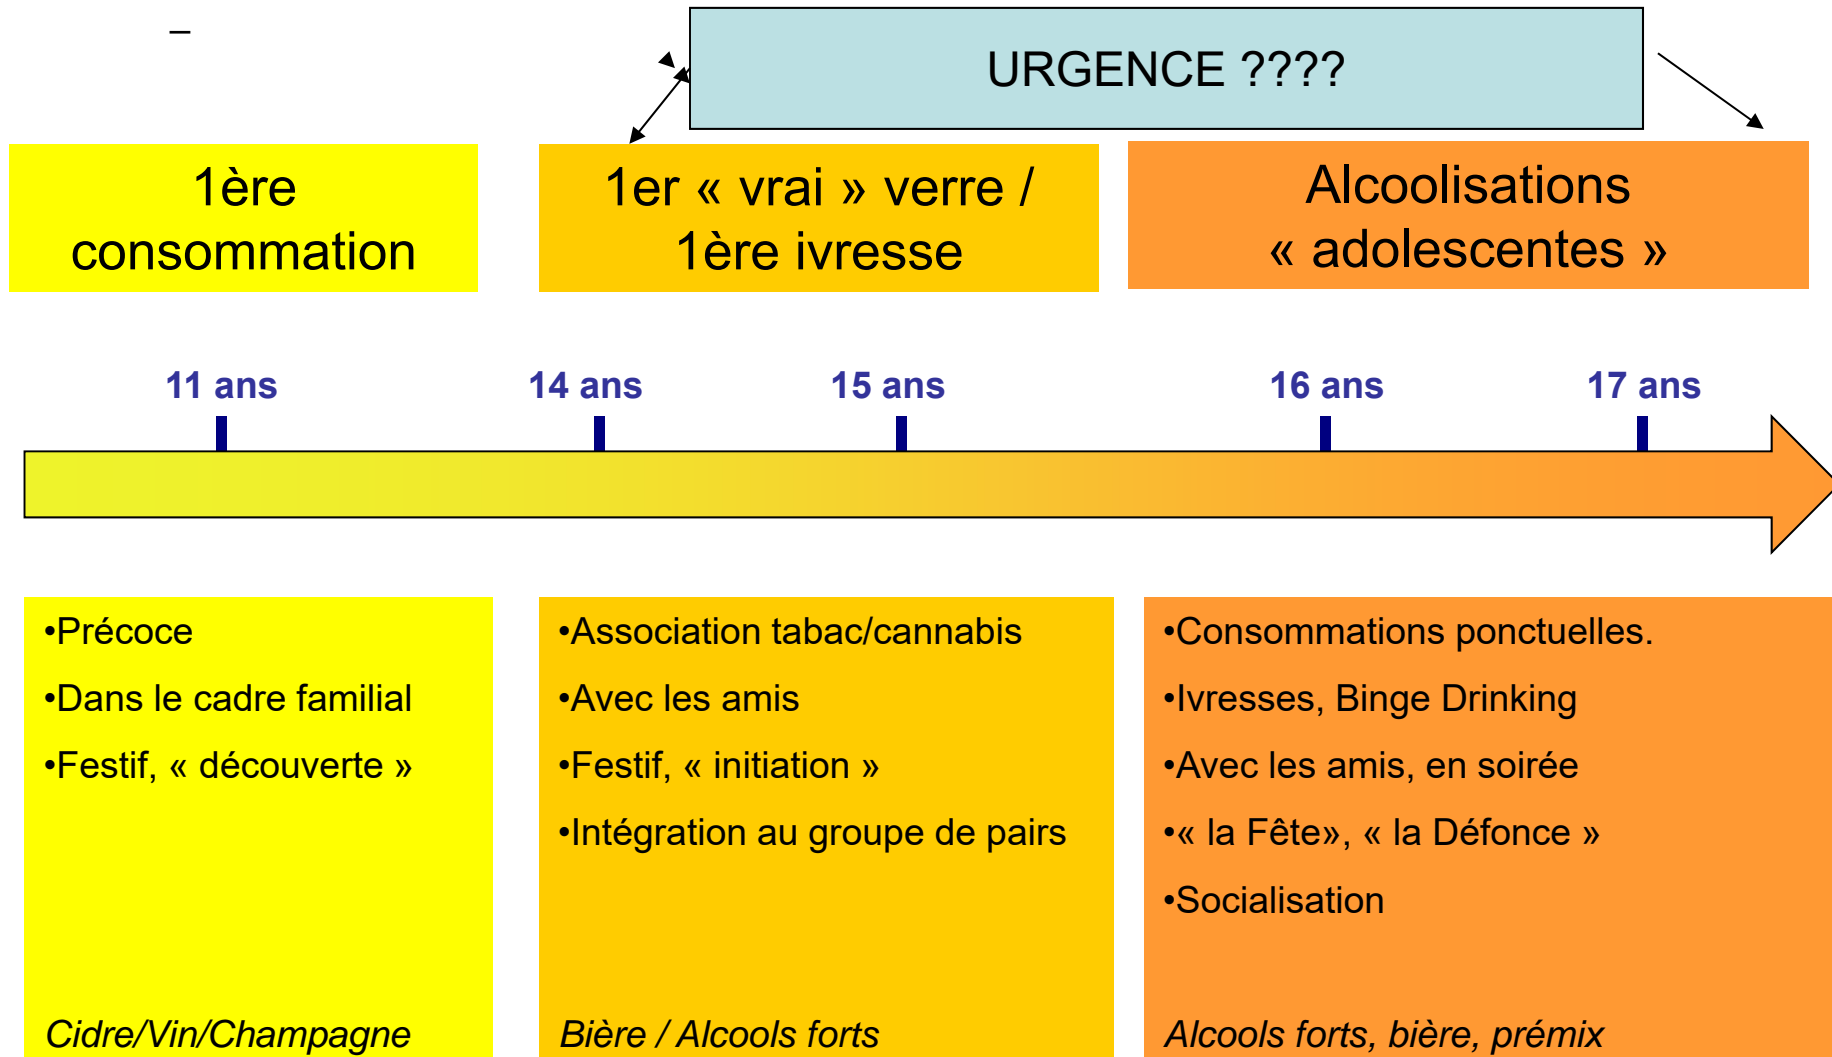 –
URGENCE ????
1ère
consommation
1er « vrai » verre /
1ère ivresse
Alcoolisations
« adolescentes »
11 ans
14 ans
15 ans
16 ans
17 ans
•Précoce
•Dans le cadre familial
•Festif, « découverte »
Cidre/Vin/Champagne
•Association tabac/cannabis
•Avec les amis
•Festif, « initiation »
•Intégration au groupe de pairs
Bière / Alcools forts
•Consommations ponctuelles.
•Ivresses, Binge Drinking
•Avec les amis, en soirée
•« la Fête», « la Défonce »
•Socialisation
Alcools forts, bière, prémix